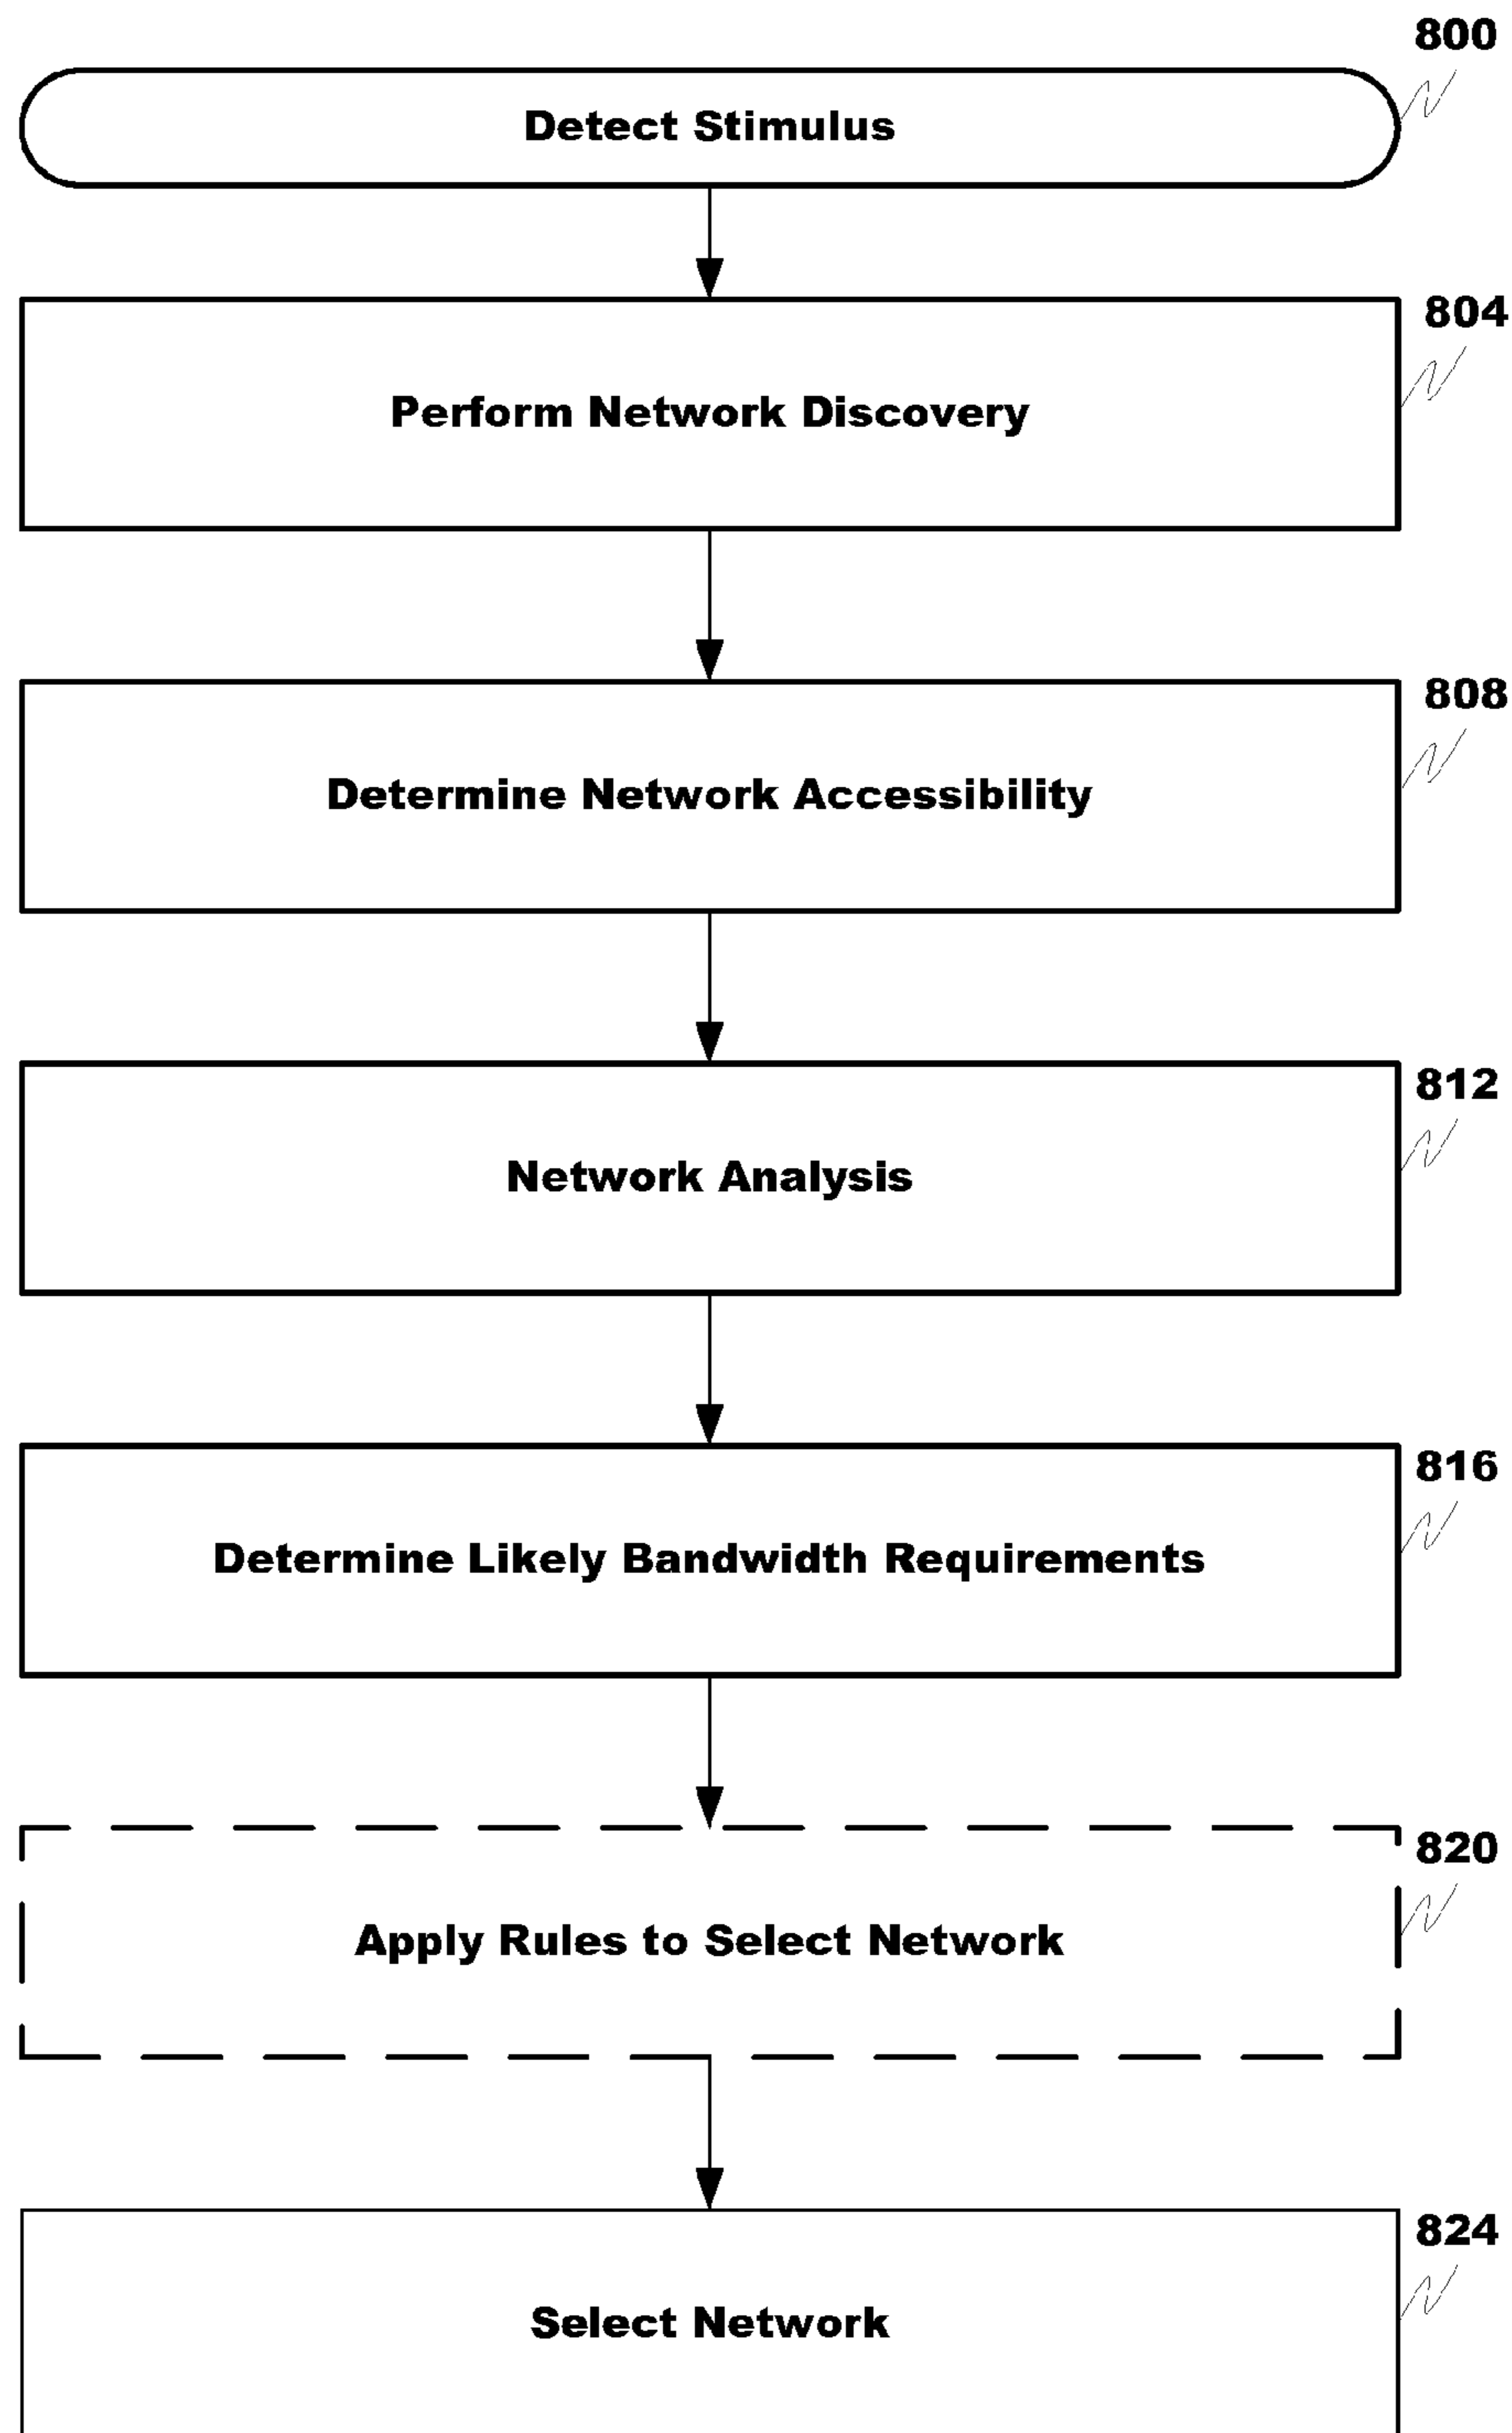 800
Detect Stimulus
804
Perform Network Discovery
808
Determine Network Accessibility
812
Network Analysis
816
Determine Likely Bandwidth Requirements
820
Apply Rules to Select Network
824
Select Network